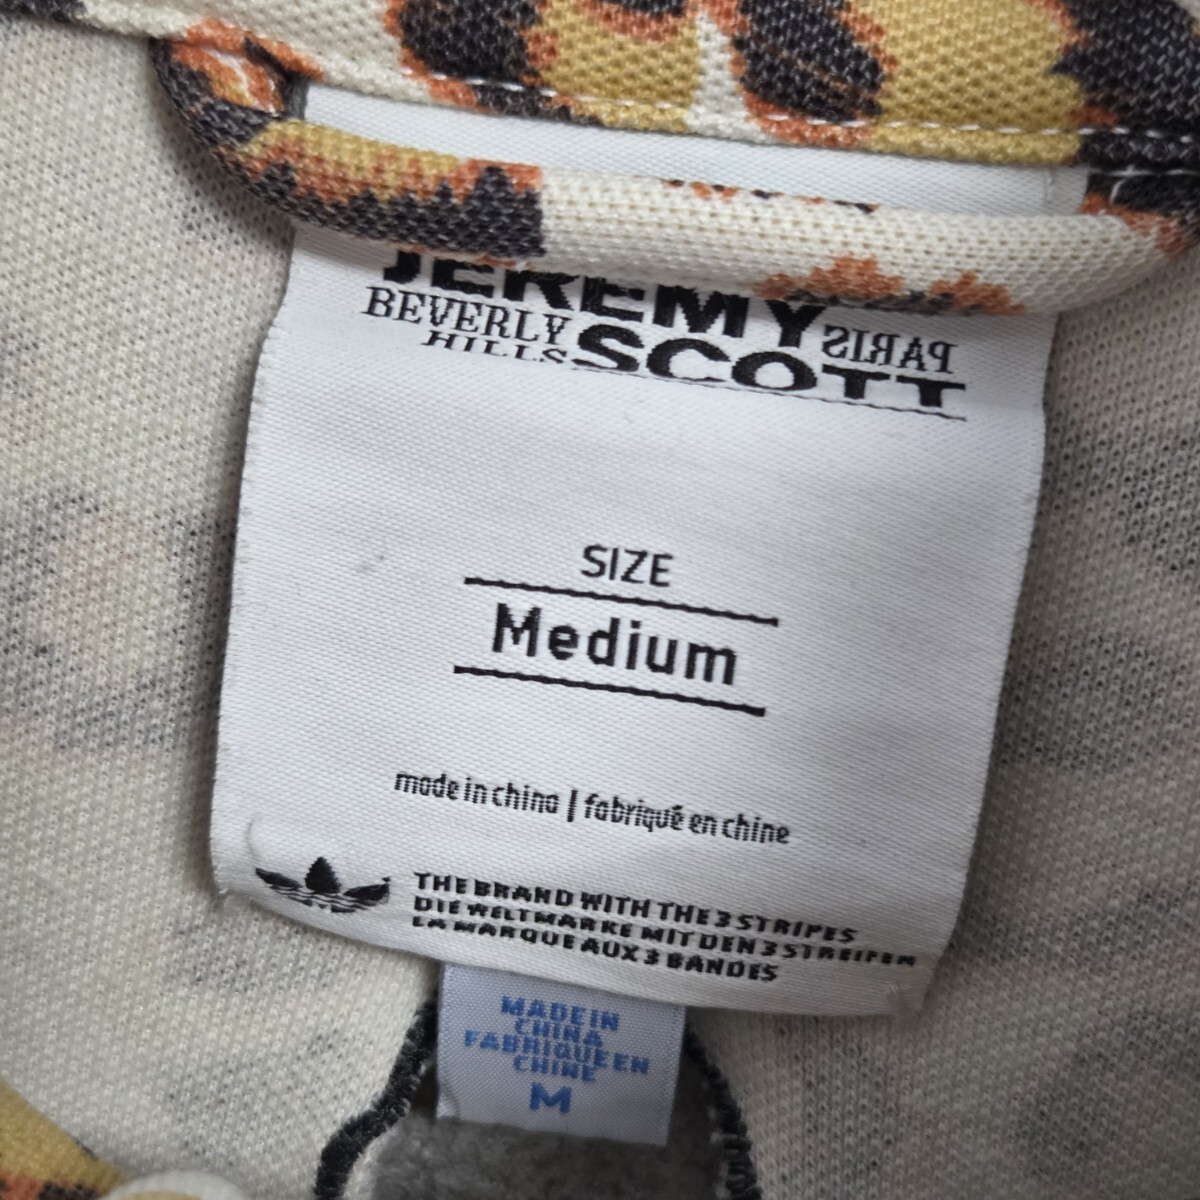 JEREMY
BEVERLY
HILLS
SCOTT
PARIS
SIZE
Medium
made in china | fabriqué en chine
THE BRAND WITH THE 3 STRIPES
DIE WELTMARKE MIT DEN 3 STREIFEN
LA MARQUE AUX 3 BANDES
MADE IN
CHINA
FABRIQUE EN
CHINE
M